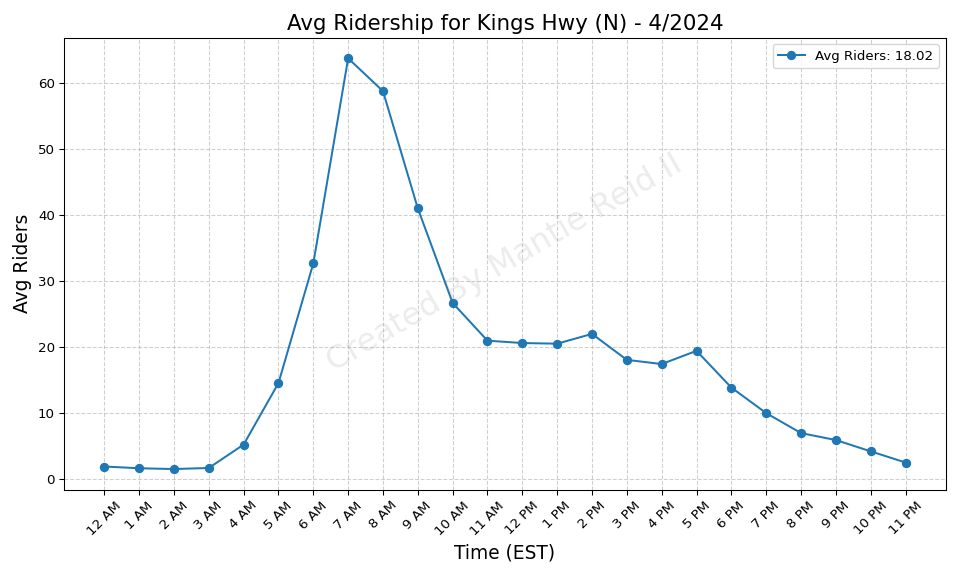 Avg Ridership for Kings Hwy (N) - 4/2024
Avg Riders: 18.02
Avg Riders
60
50
40
30
20
10
0
Created By Mantie Reid II
12 AM
1 AM
2 AM
3 AM
4 AM
5 AM
6 AM
7 AM
8 AM
9 AM
10 AM
11 AM
12 PM
1 PM
2 PM
3 PM
4 PM
5 PM
6 PM
7 PM
8 PM
9 PM
10 PM
11 PM
Time (EST)